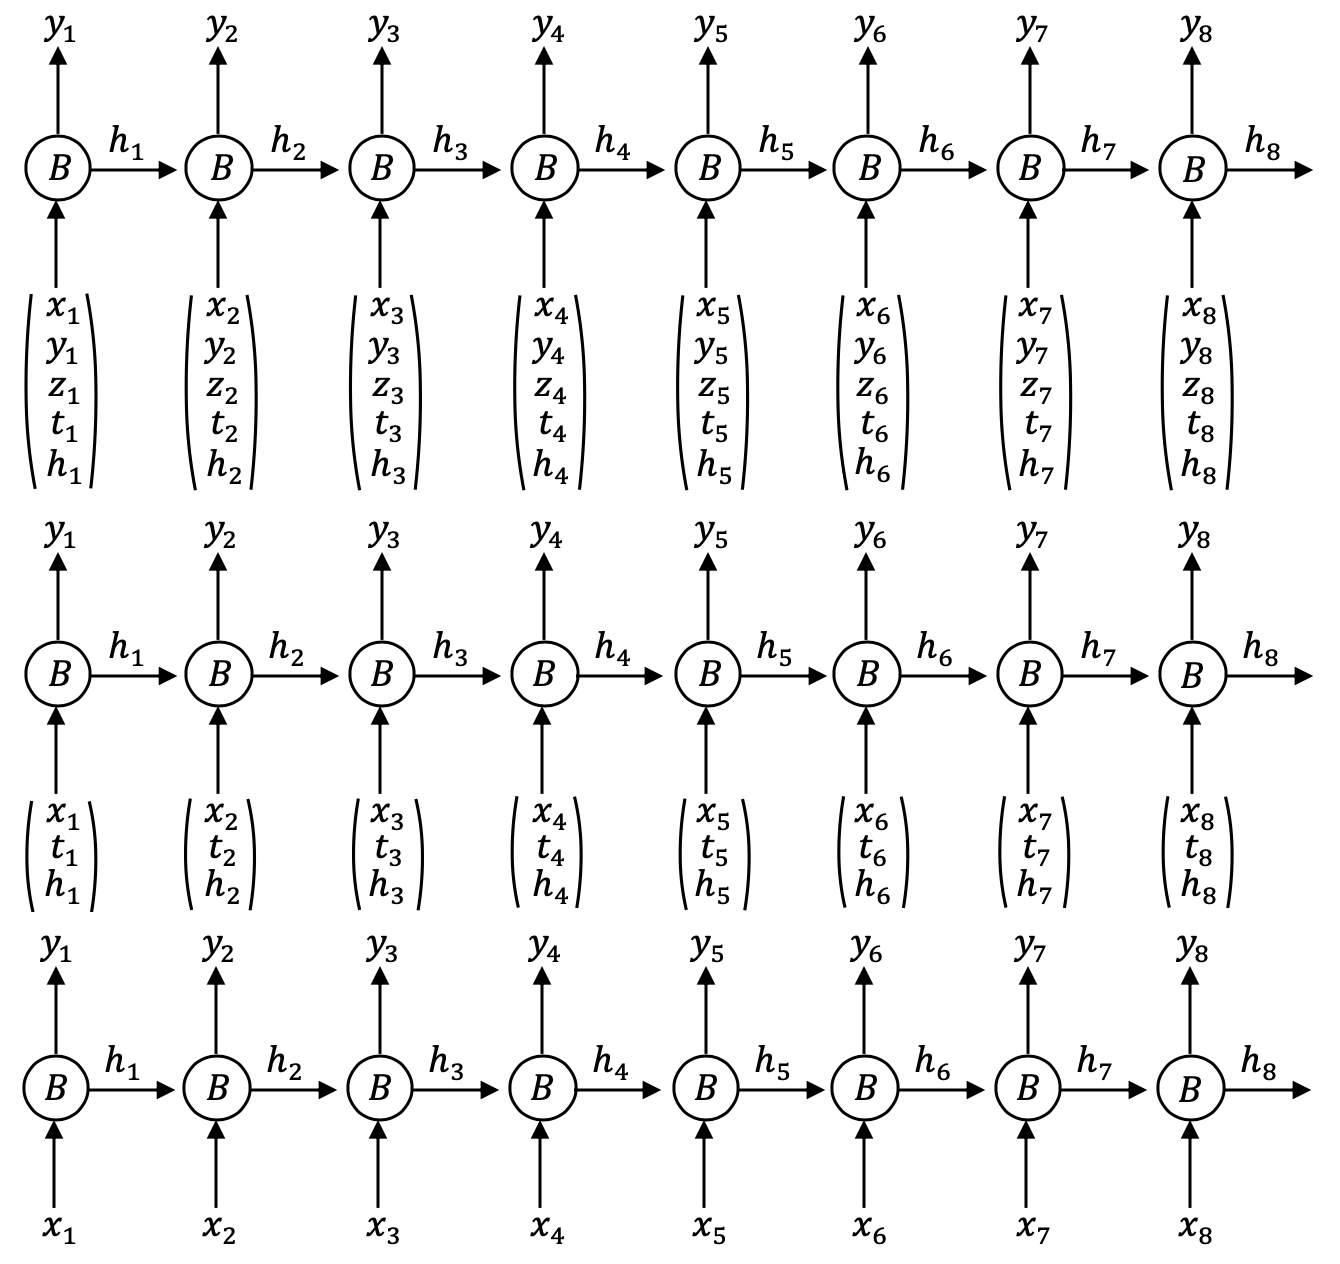 y₁ y₂ y₃ y₄ y₅ y₆ y₇ y₈
B h₁ B h₂ B h₃ B h₄ B h₅ B h₆ B h₇ B h₈
x₁ x₂ x₃ x₄ x₅ x₆ x₇ x₈
y₁ y₂ y₃ y₄ y₅ y₆ y₇ y₈
z₁ z₂ z₃ z₄ z₅ z₆ z₇ z₈
t₁ t₂ t₃ t₄ t₅ t₆ t₇ t₈
h₁ h₂ h₃ h₄ h₅ h₆ h₇ h₈
y₁ y₂ y₃ y₄ y₅ y₆ y₇ y₈
B h₁ B h₂ B h₃ B h₄ B h₅ B h₆ B h₇ B h₈
x₁ x₂ x₃ x₄ x₅ x₆ x₇ x₈
t₁ t₂ t₃ t₄ t₅ t₆ t₇ t₈
h₁ h₂ h₃ h₄ h₅ h₆ h₇ h₈
y₁ y₂ y₃ y₄ y₅ y₆ y₇ y₈
B h₁ B h₂ B h₃ B h₄ B h₅ B h₆ B h₇ B h₈
x₁ x₂ x₃ x₄ x₅ x₆ x₇ x₈